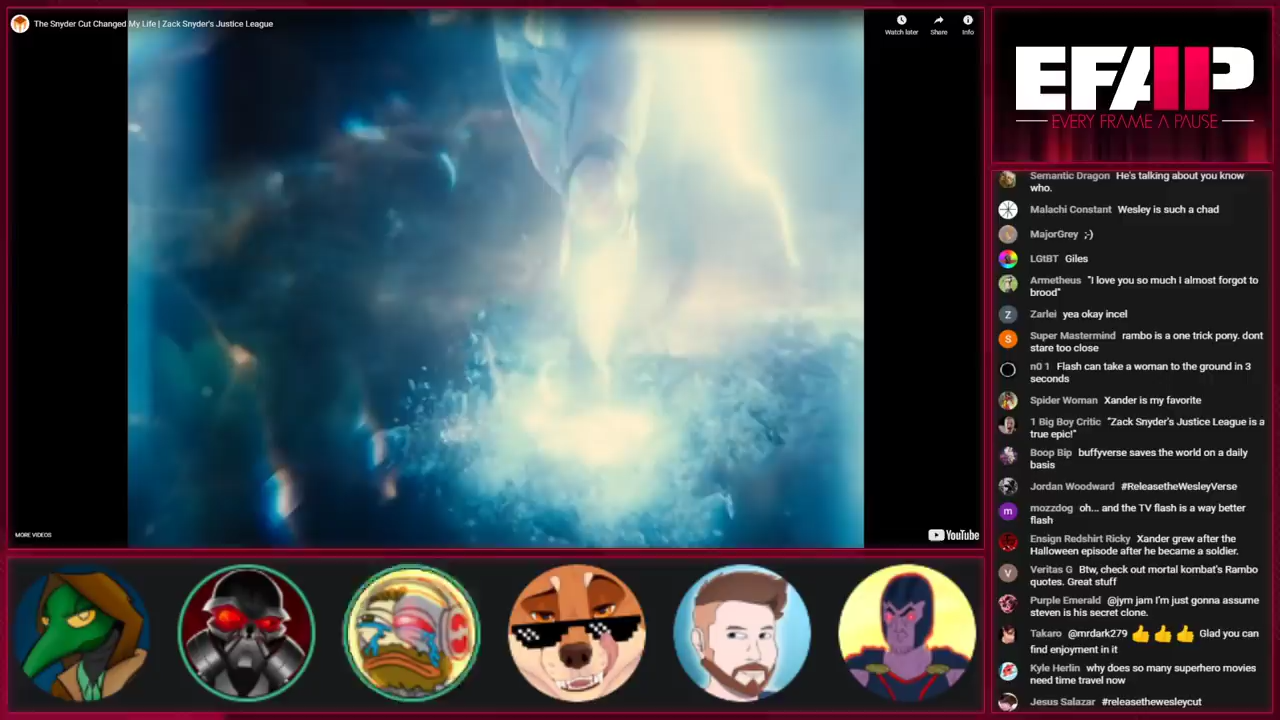 The Snyder Cut Changed My Life | Zack Snyder's Justice League
Watch later
Share
Info
MORE VIDEOS
YouTube
EFAP
EVERY FRAME A PAUSE
Semantic Dragon He's talking about you know
who.
Malachi Constant Wesley is such a chad
MajorGrey ;-)
LGtBT Giles
Armetheus "I love you so much I almost forgot to
brood"
Z
Zarlei yea okay incel
S
Super Mastermind rambo is a one trick pony. dont
stare too close
n0 1 Flash can take a woman to the ground in 3
seconds
Spider Woman Xander is my favorite
1 Big Boy Critic "Zack Snyder's Justice League is a
true epic!"
Boop Bip buffyverse saves the world on a daily
basis
Jordan Woodward #ReleasetheWesleyVerse
m
mozzdog oh... and the TV flash is a way better
flash
Ensign Redshirt Ricky Xander grew after the
Halloween episode after he became a soldier.
V
Veritas G Btw, check out mortal kombat's Rambo
quotes. Great stuff
Purple Emerald @jym jam I'm just gonna assume
steven is his secret clone.
Takaro @mrdark279 👍👍👍 Glad you can
find enjoyment in it
Kyle Herlin why does so many superhero movies
need time travel now
Jesus Salazar #releasethewesleycut